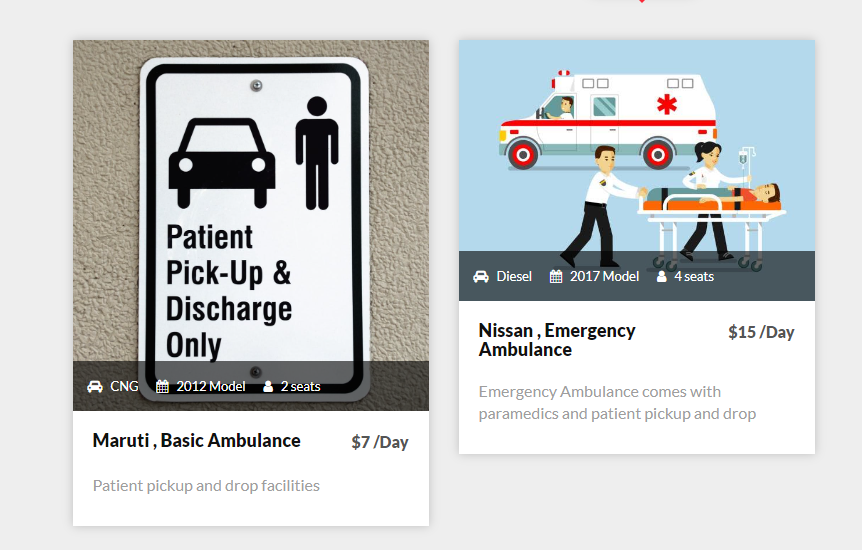 Patient
Pick-Up &
Discharge
Only
CNG 2012 Model 2 seats
Maruti , Basic Ambulance $7 /Day
Patient pickup and drop facilities
Diesel 2017 Model 4 seats
Nissan , Emergency
Ambulance
$15 /Day
Emergency Ambulance comes with
paramedics and patient pickup and drop